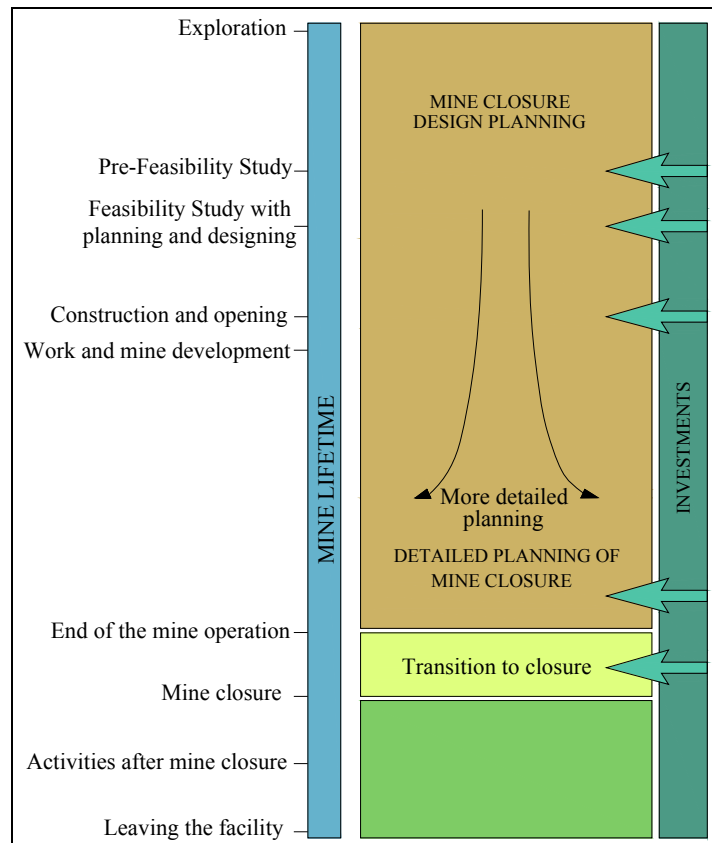 Exploration
MINE CLOSURE
DESIGN PLANNING
Pre-Feasibility Study
Feasibility Study with
planning and designing
Construction and opening
Work and mine development
MINE LIFETIME
INVESTMENTS
More detailed
planning
DETAILED PLANNING OF
MINE CLOSURE
End of the mine operation
Transition to closure
Mine closure
Activities after mine closure
Leaving the facility